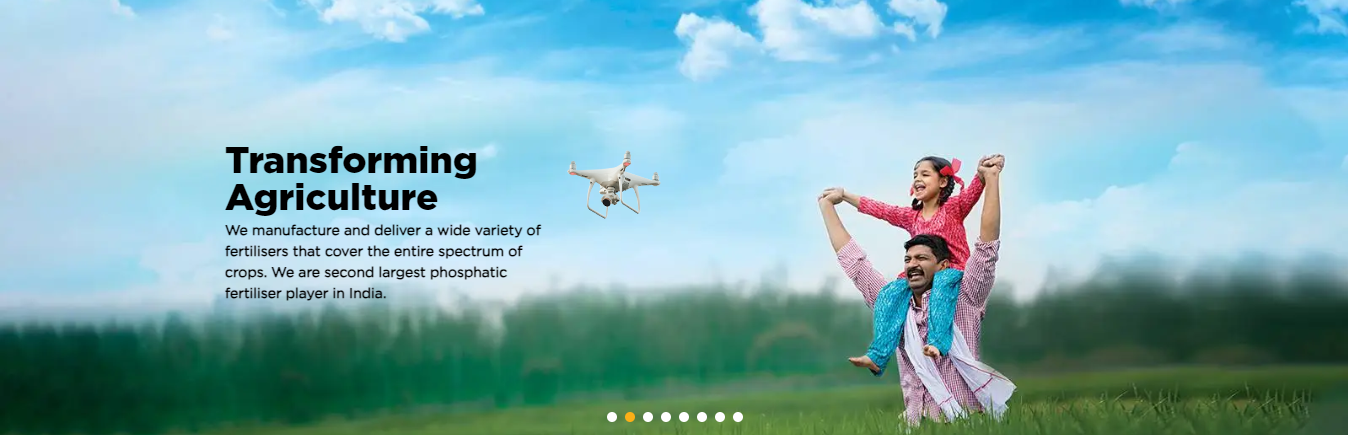 Transforming
Agriculture
We manufacture and deliver a wide variety of
fertilisers that cover the entire spectrum of
crops. We are second largest phosphatic
fertiliser player in India.